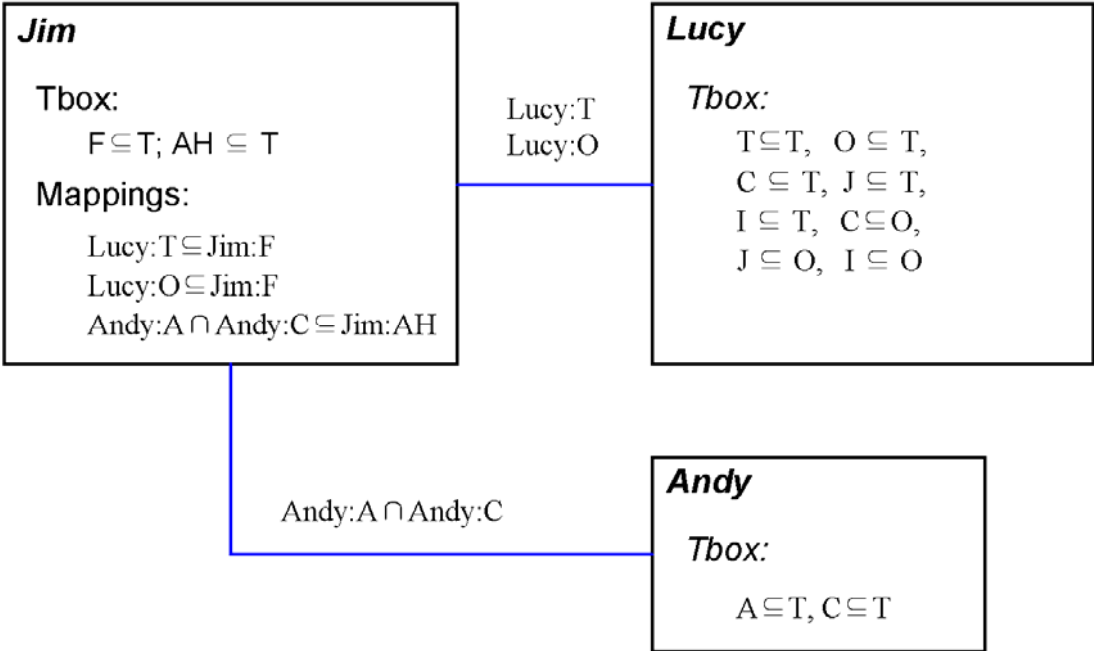 Jim
Tbox:
F⊆T; AH ⊆ T
Mappings:
Lucy:T⊆Jim:F
Lucy:O⊆Jim:F
Andy:A∩Andy:C⊆Jim:AH
Lucy:T
Lucy:O
Lucy
Tbox:
T⊆T, O ⊆ T,
C ⊆ T, J ⊆ T,
I ⊆ T, C⊆O,
J ⊆ O, I ⊆ O
Andy:A∩Andy:C
Andy
Tbox:
A⊆T, C⊆T